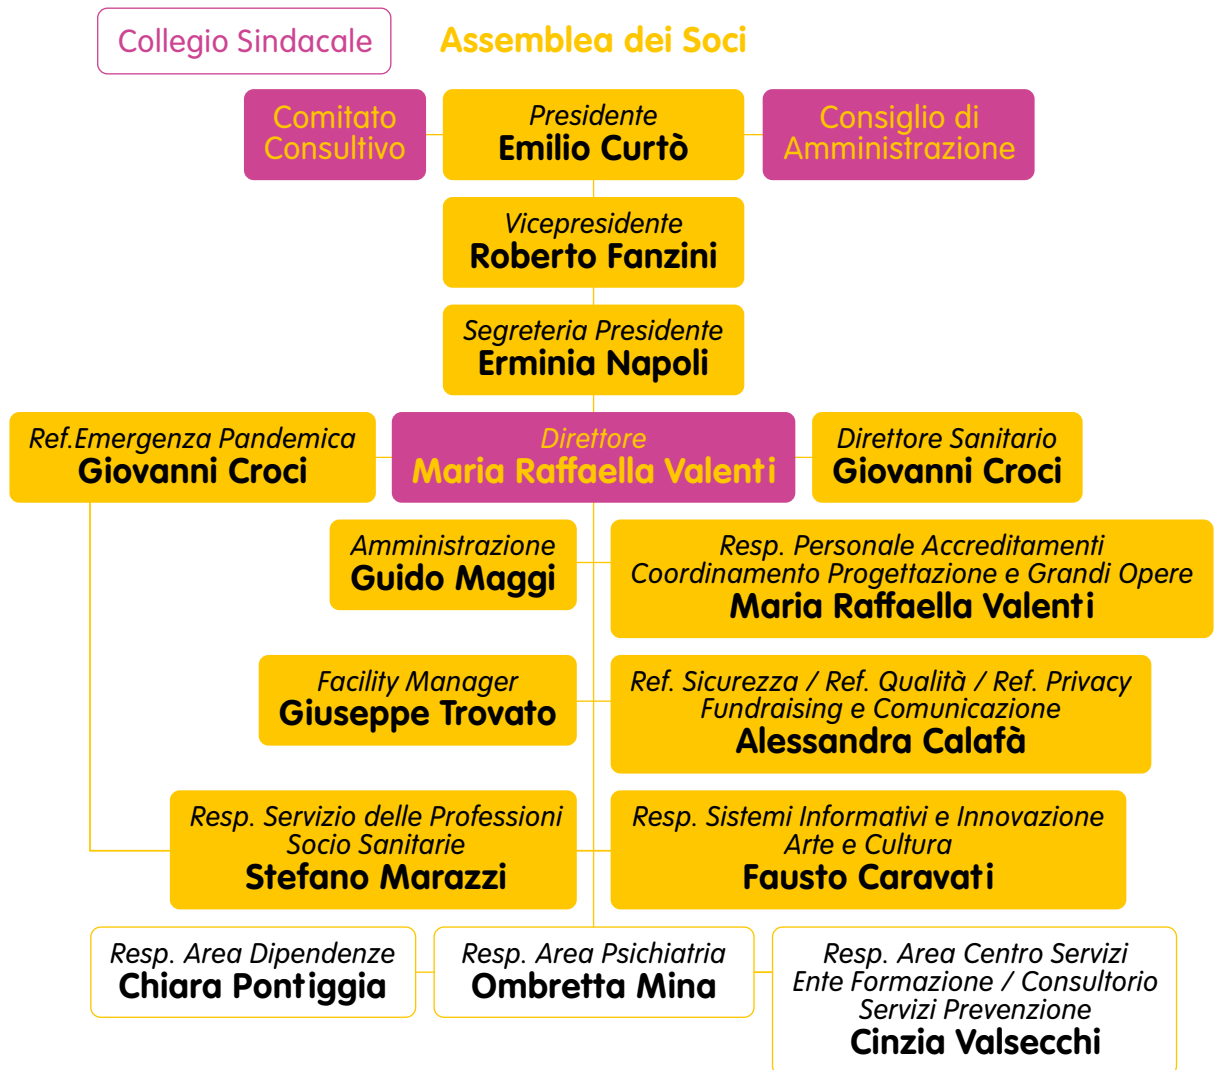 Collegio Sindacale
Assemblea dei Soci
Comitato
Consultivo
Presidente
Emilio Curtò
Consiglio di
Amministrazione
Vicepresidente
Roberto Fanzini
Segreteria Presidente
Erminia Napoli
Ref.Emergenza Pandemica
Giovanni Croci
Direttore
Maria Raffaella Valenti
Direttore Sanitario
Giovanni Croci
Amministrazione
Guido Maggi
Resp. Personale Accreditamenti
Coordinamento Progettazione e Grandi Opere
Maria Raffaella Valenti
Facility Manager
Giuseppe Trovato
Ref. Sicurezza / Ref. Qualità / Ref. Privacy
Fundraising e Comunicazione
Alessandra Calafà
Resp. Servizio delle Professioni
Socio Sanitarie
Stefano Marazzi
Resp. Sistemi Informativi e Innovazione
Arte e Cultura
Fausto Caravati
Resp. Area Dipendenze
Chiara Pontiggia
Resp. Area Psichiatria
Ombretta Mina
Resp. Area Centro Servizi
Ente Formazione / Consultorio
Servizi Prevenzione
Cinzia Valsecchi